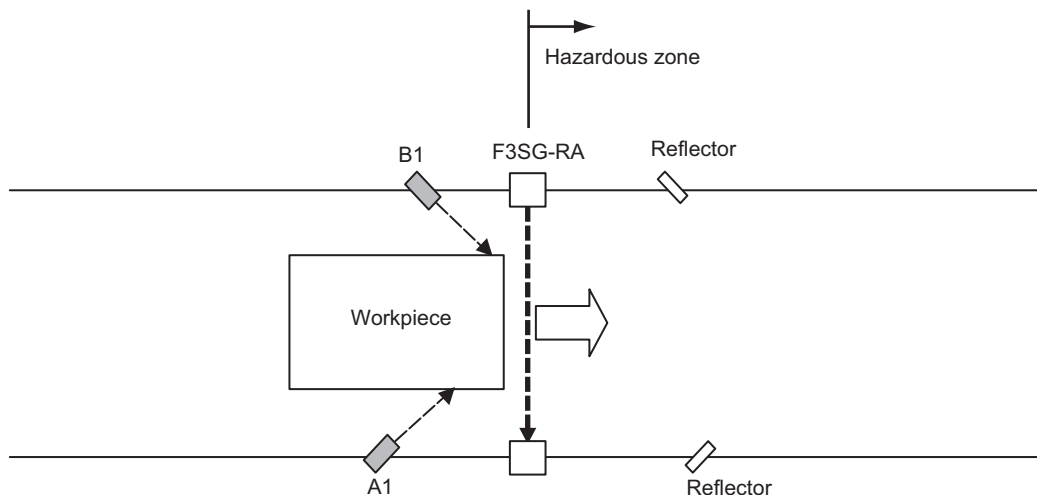 Hazardous zone
B1
F3SG-RA
Reflector
Workpiece
A1
Reflector